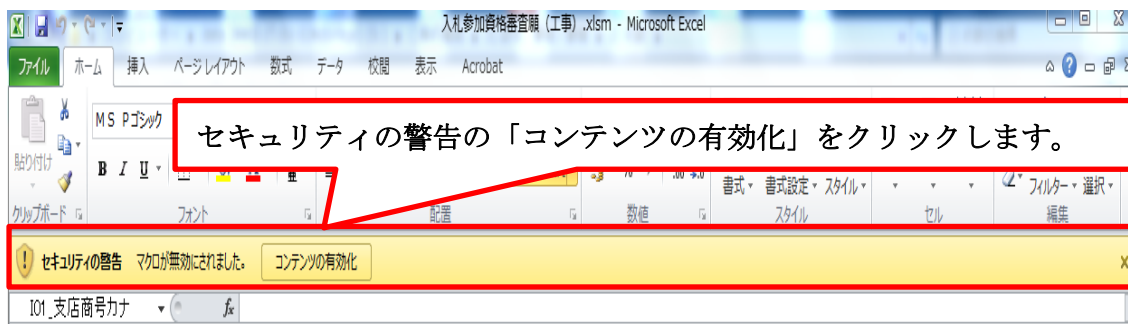 入札参加資格審査願（工事）.xlsm - Microsoft Excel
ファイル ホーム 挿入 ページ レイアウト 数式 データ 校閲 表示 Acrobat
MS Pゴシック
セキュリティの警告の「コンテンツの有効化」をクリックします。
貼り付け
B I U
書式 書式設定 スタイル
フィルター 選択
クリップボード フォント 配置 数値 スタイル セル 編集
セキュリティの警告 マクロが無効にされました。 コンテンツの有効化
I01_支店商号カナ fx